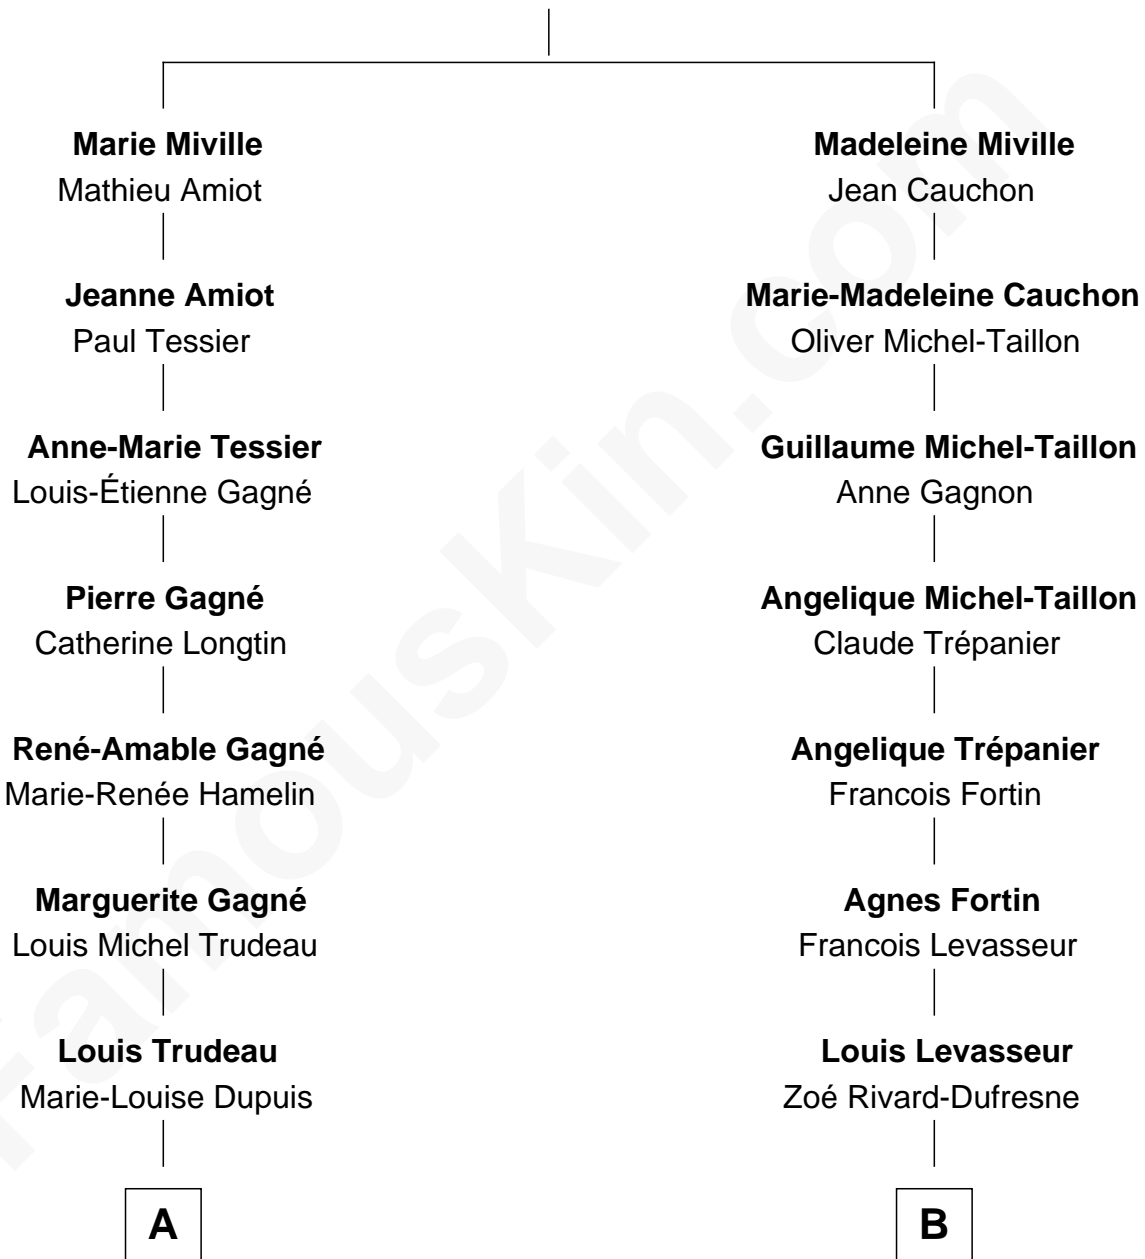 Marie Miville
Mathieu Amiot
Jeanne Amiot
Paul Tessier
Anne-Marie Tessier
Louis-Étienne Gagné
Pierre Gagné
Catherine Longtin
René-Amable Gagné
Marie-Renée Hamelin
Marguerite Gagné
Louis Michel Trudeau
Louis Trudeau
Marie-Louise Dupuis
A
Madeleine Miville
Jean Cauchon
Marie-Madeleine Cauchon
Oliver Michel-Taillon
Guillaume Michel-Taillon
Anne Gagnon
Angelique Michel-Taillon
Claude Trépanier
Angelique Trépanier
Francois Fortin
Agnes Fortin
Francois Levasseur
Louis Levasseur
Zoé Rivard-Dufresne
B
FamousKin.com